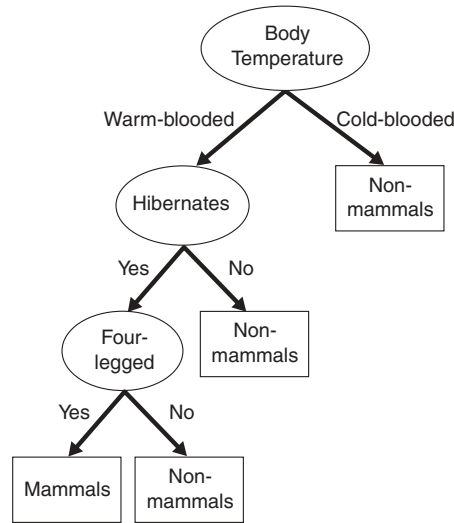 Body
Temperature
Warm-blooded
Cold-blooded
Hibernates
Non-
mammals
Yes
No
Four-
legged
Non-
mammals
Yes
No
Mammals
Non-
mammals